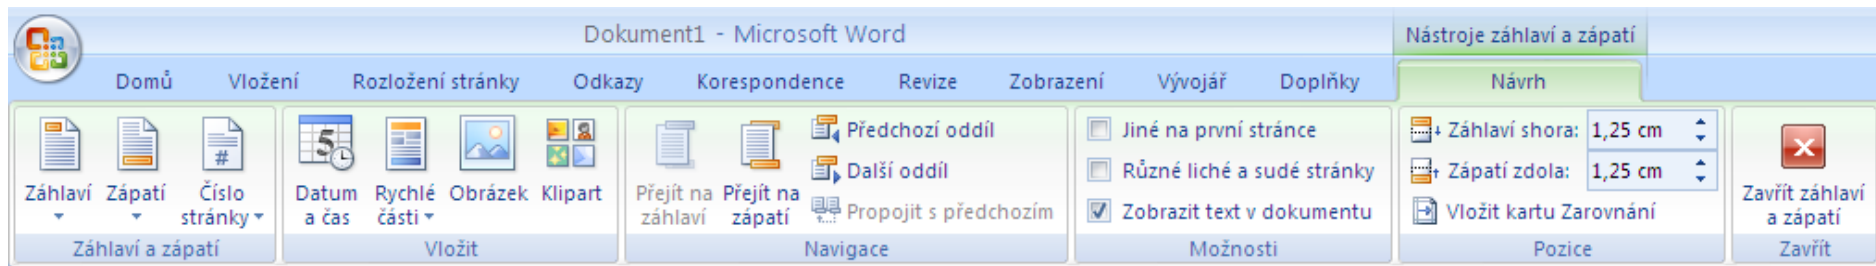 Dokument1 - Microsoft Word
Nástroje záhlaví a zápatí
Domů Vložení Rozložení stránky Odkazy Korespondence Revize Zobrazení Vývojář Doplňky Návrh
Záhlaví
Zápatí
Číslo
stránky
Záhlaví a zápatí
Datum
a čas
Rychlé
části
Obrázek
Klipart
Vložit
Přejít na
záhlaví
Přejít na
zápatí
Předchozí oddíl
Další oddíl
Propojit s předchozím
Navigace
Jiné na první stránce
Různé liché a sudé stránky
Zobrazit text v dokumentu
Možnosti
Záhlaví shora: 1,25 cm
Zápatí zdola: 1,25 cm
Vložit kartu Zarovnání
Pozice
Zavřít záhlaví
a zápatí
Zavřít